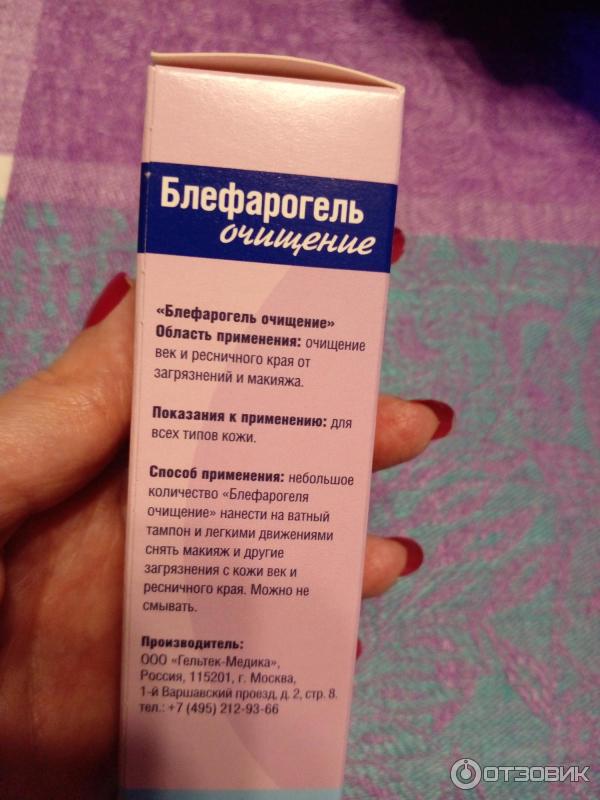 Блефарогель
очищение
«Блефарогель очищение»
Область применения: очищение
век и ресничного края от
загрязнений и макияжа.
Показания к применению: для
всех типов кожи.
Способ применения: небольшое
количество «Блефарогеля
очищение» нанести на ватный
тампон и легкими движениями
снять макияж и другие
загрязнения с кожи век и
ресничного края. Можно не
смывать.
Производитель:
ООО «Гельтек-Медика»,
Россия, 115201, г. Москва,
1-й Варшавский проезд, д. 2, стр. 8.
тел.: +7 (495) 212-93-66
ОТЗОВИК